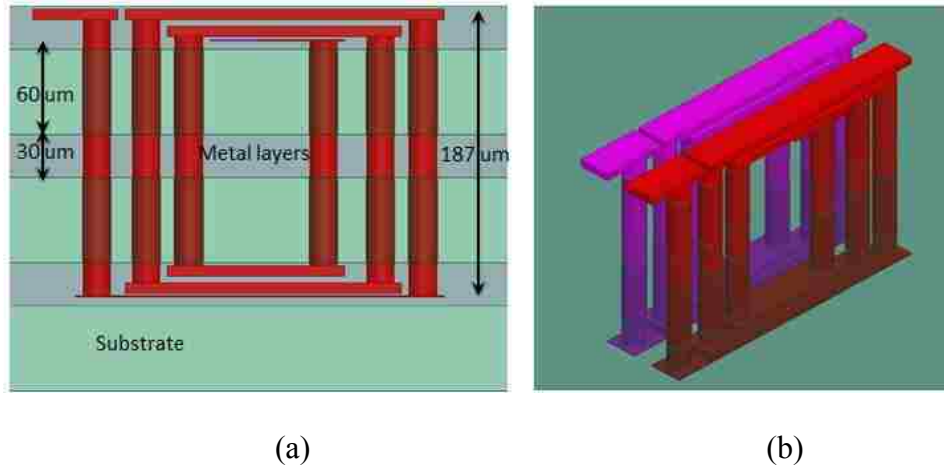 60 um
30 um
Metal layers
187 um
Substrate
(a)
(b)